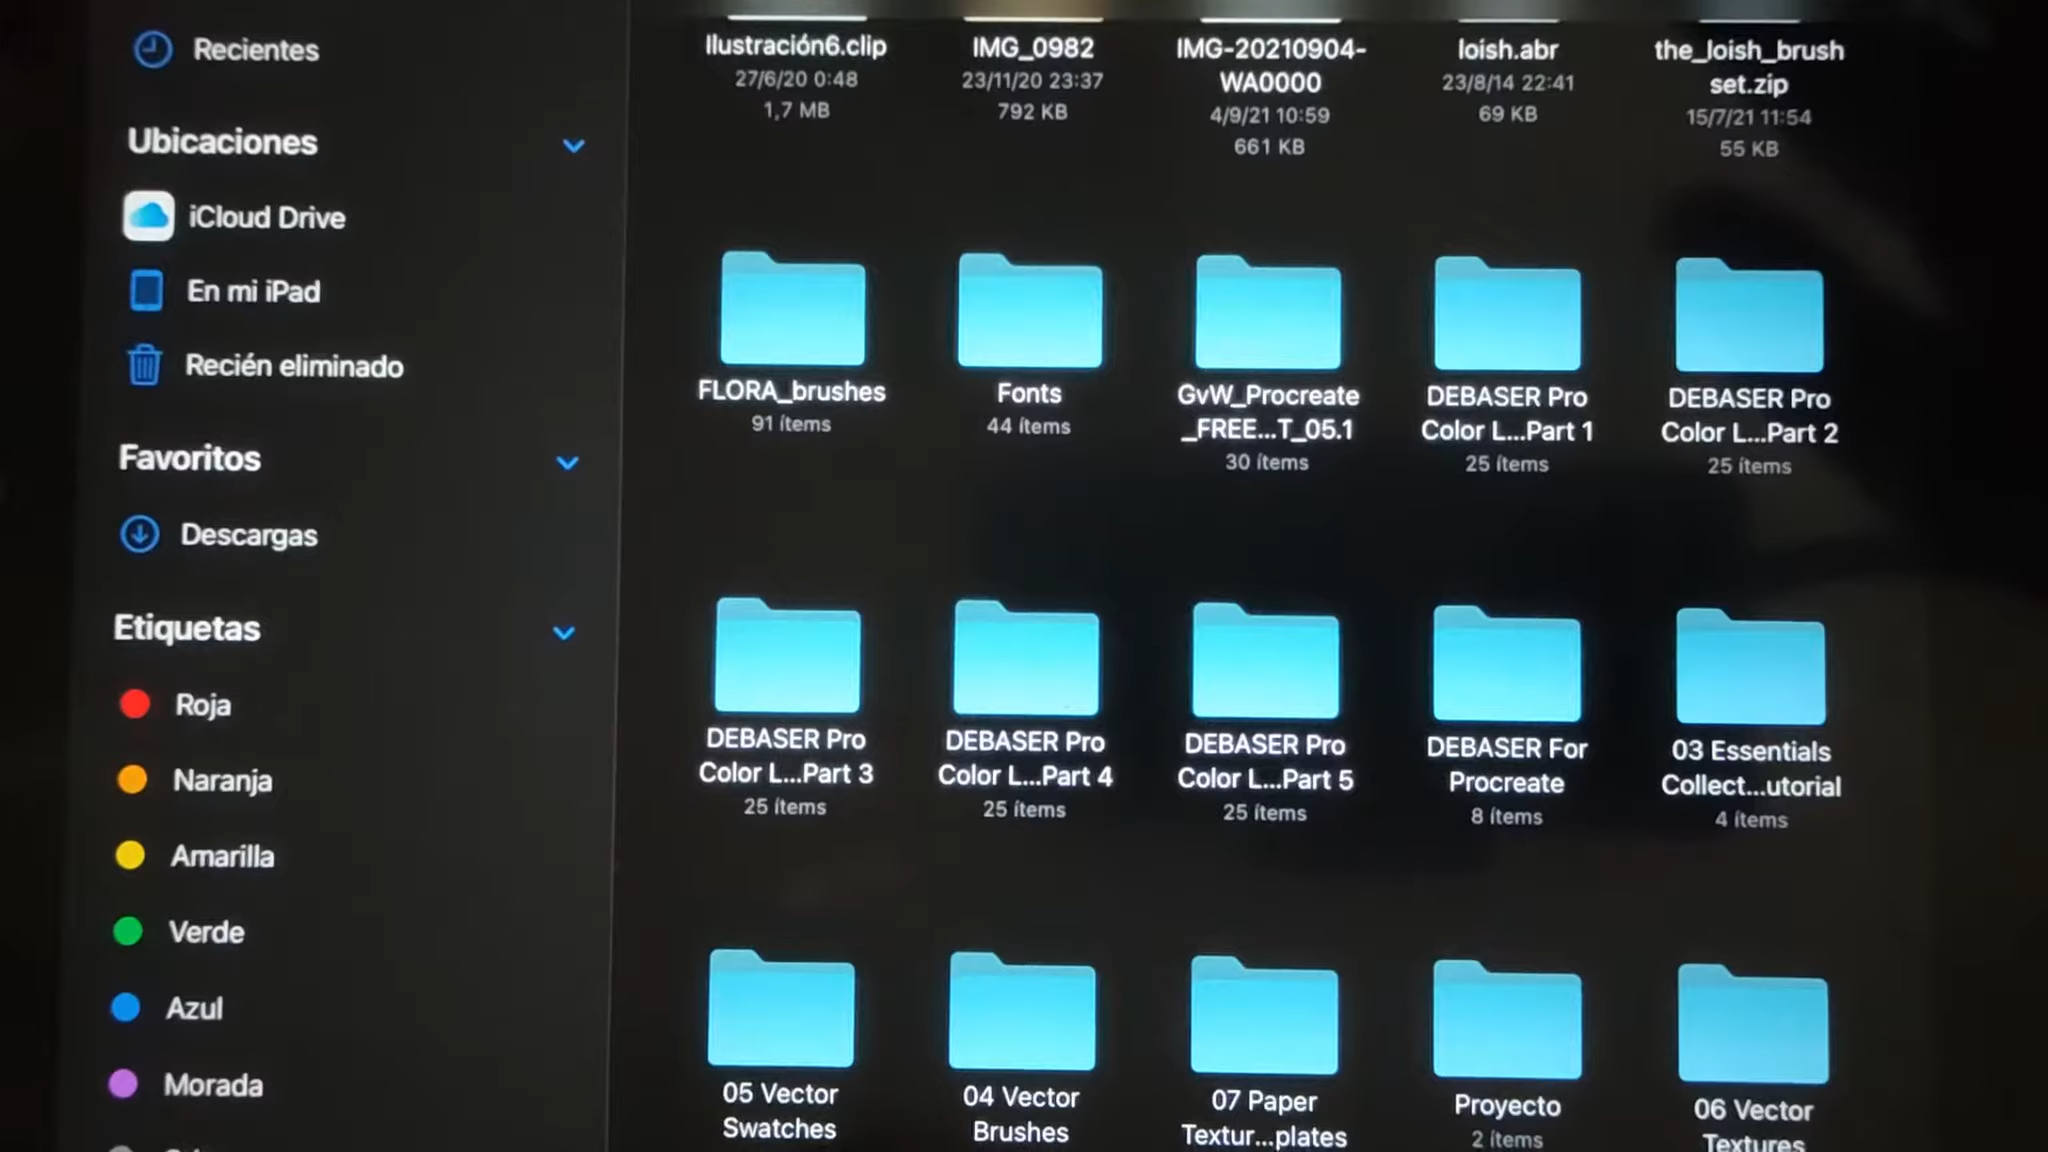 Recientes
Ubicaciones
iCloud Drive
En mi iPad
Recién eliminado
Favoritos
Descargas
Etiquetas
Roja
Naranja
Amarilla
Verde
Azul
Morada
Ilustración6.clip
27/6/20 0:48
1,7 MB
IMG_0982
23/11/20 23:37
792 KB
IMG-20210904-
WA0000
4/9/21 10:59
661 KB
loish.abr
23/8/14 22:41
69 KB
the_loish_brush
set.zip
15/7/21 11:54
55 KB
FLORA_brushes
91 ítems
Fonts
44 ítems
GvW_Procreate
_FREE...T_05.1
30 ítems
DEBASER Pro
Color L...Part 1
25 ítems
DEBASER Pro
Color L...Part 2
25 ítems
DEBASER Pro
Color L...Part 3
25 ítems
DEBASER Pro
Color L...Part 4
25 ítems
DEBASER Pro
Color L...Part 5
25 ítems
DEBASER For
Procreate
8 ítems
03 Essentials
Collect...utorial
4 ítems
05 Vector
Swatches
04 Vector
Brushes
07 Paper
Textur...plates
Proyecto
2 ítems
06 Vector
Textures